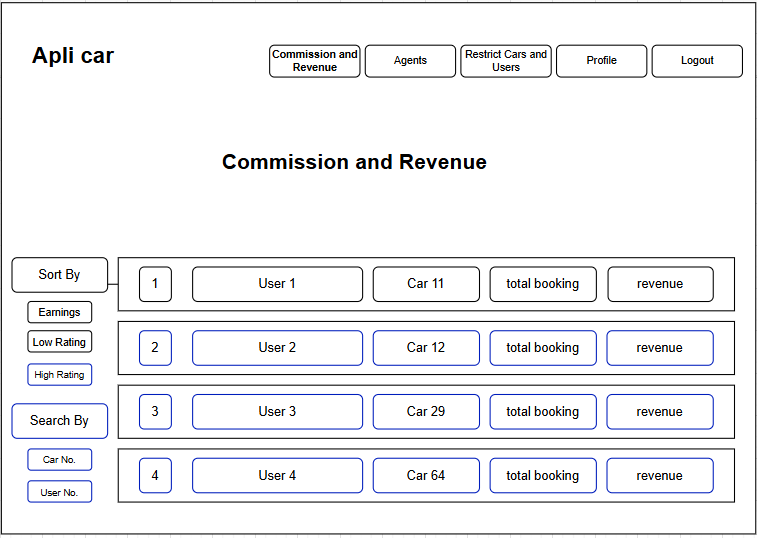 Apli car
Commission and
Revenue
Agents
Restrict Cars and
Users
Profile
Logout
Commission and Revenue
Sort By
Earnings
Low Rating
High Rating
Search By
Car No.
User No.
1 User 1 Car 11 total booking revenue
2 User 2 Car 12 total booking revenue
3 User 3 Car 29 total booking revenue
4 User 4 Car 64 total booking revenue